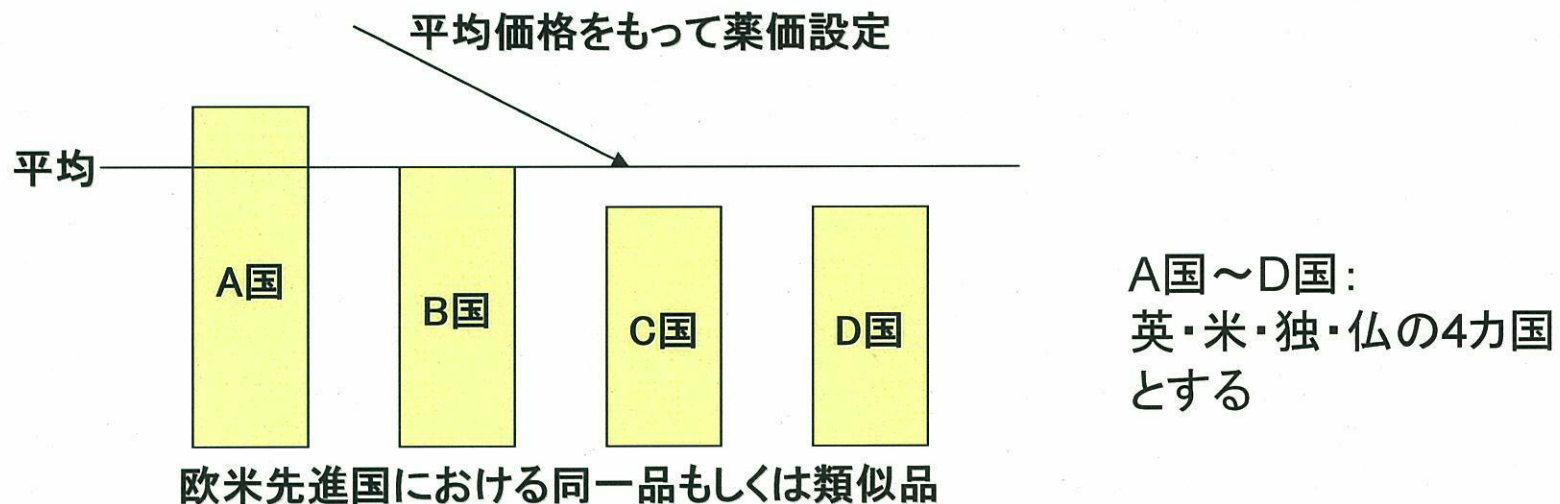 平均価格をもって薬価設定
平均
A国
B国
C国
D国
A国～D国：
英・米・独・仏の4カ国
とする
欧米先進国における同一品もしくは類似品